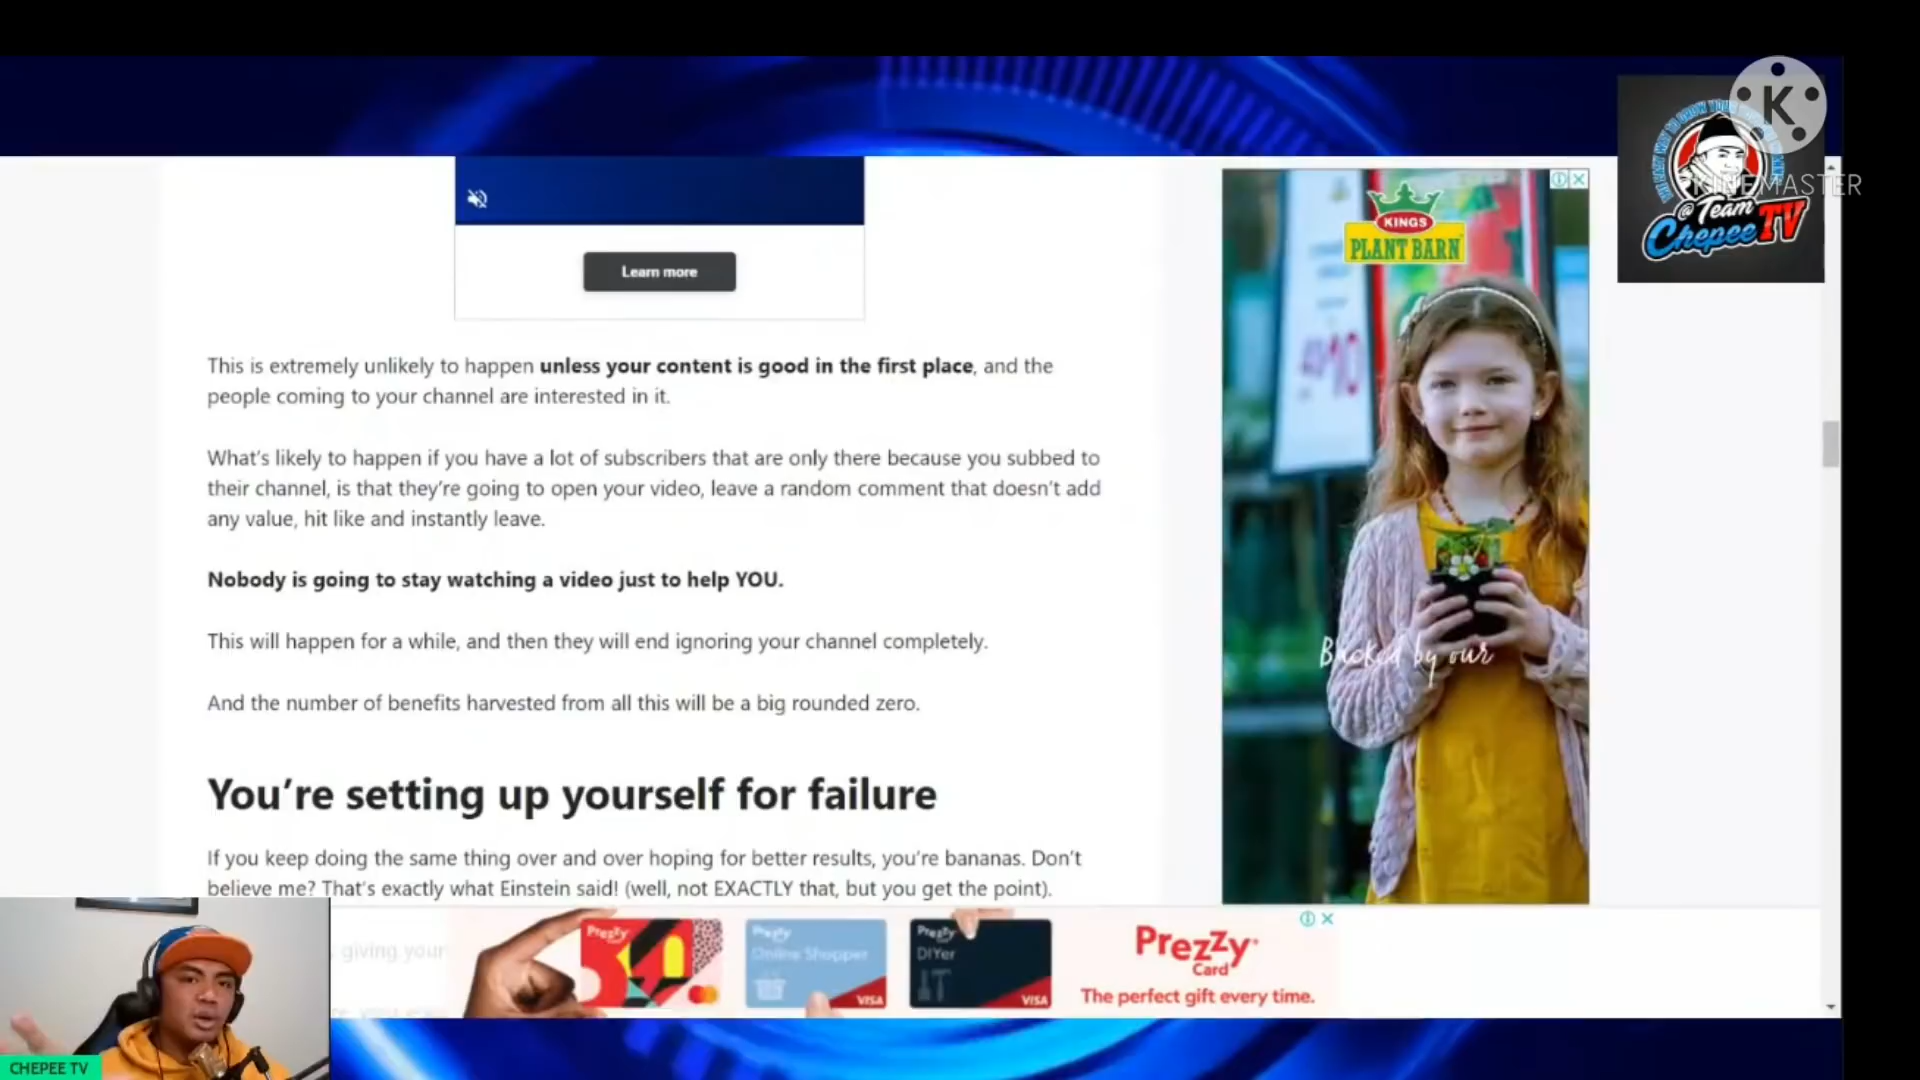 KINEMASTER
@ Team
Chepee TV
KINGS
PLANT BARN
Learn more
This is extremely unlikely to happen unless your content is good in the first place, and the
people coming to your channel are interested in it.
What's likely to happen if you have a lot of subscribers that are only there because you subbed to
their channel, is that they're going to open your video, leave a random comment that doesn't add
any value, hit like and instantly leave.
Nobody is going to stay watching a video just to help YOU.
This will happen for a while, and then they will end ignoring your channel completely.
And the number of benefits harvested from all this will be a big rounded zero.
Backed by our
You're setting up yourself for failure
If you keep doing the same thing over and over hoping for better results, you're bananas. Don't
believe me? That's exactly what Einstein said! (well, not EXACTLY that, but you get the point).
giving your
Prezzy
Prezzy
Online Shopper
VISA
Prezzy
DIYer
VISA
Prezzy
Card
The perfect gift every time.
CHEPEE TV